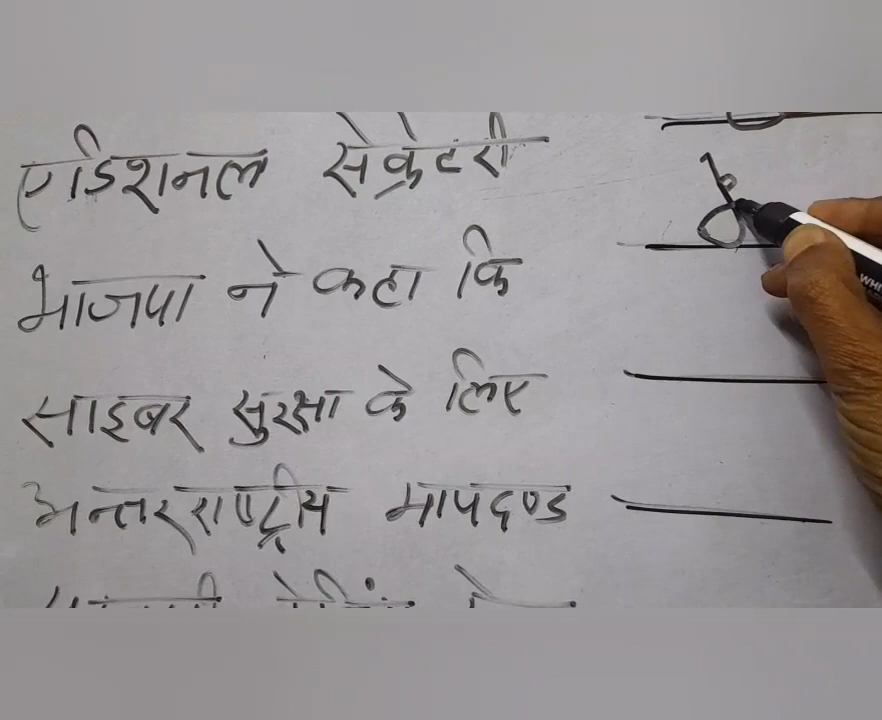 एडिशनल सेक्रेटरी
भाजपा ने कहा कि
साइबर सुरक्षा के लिए
अन्तरराष्ट्रीय मापदण्ड